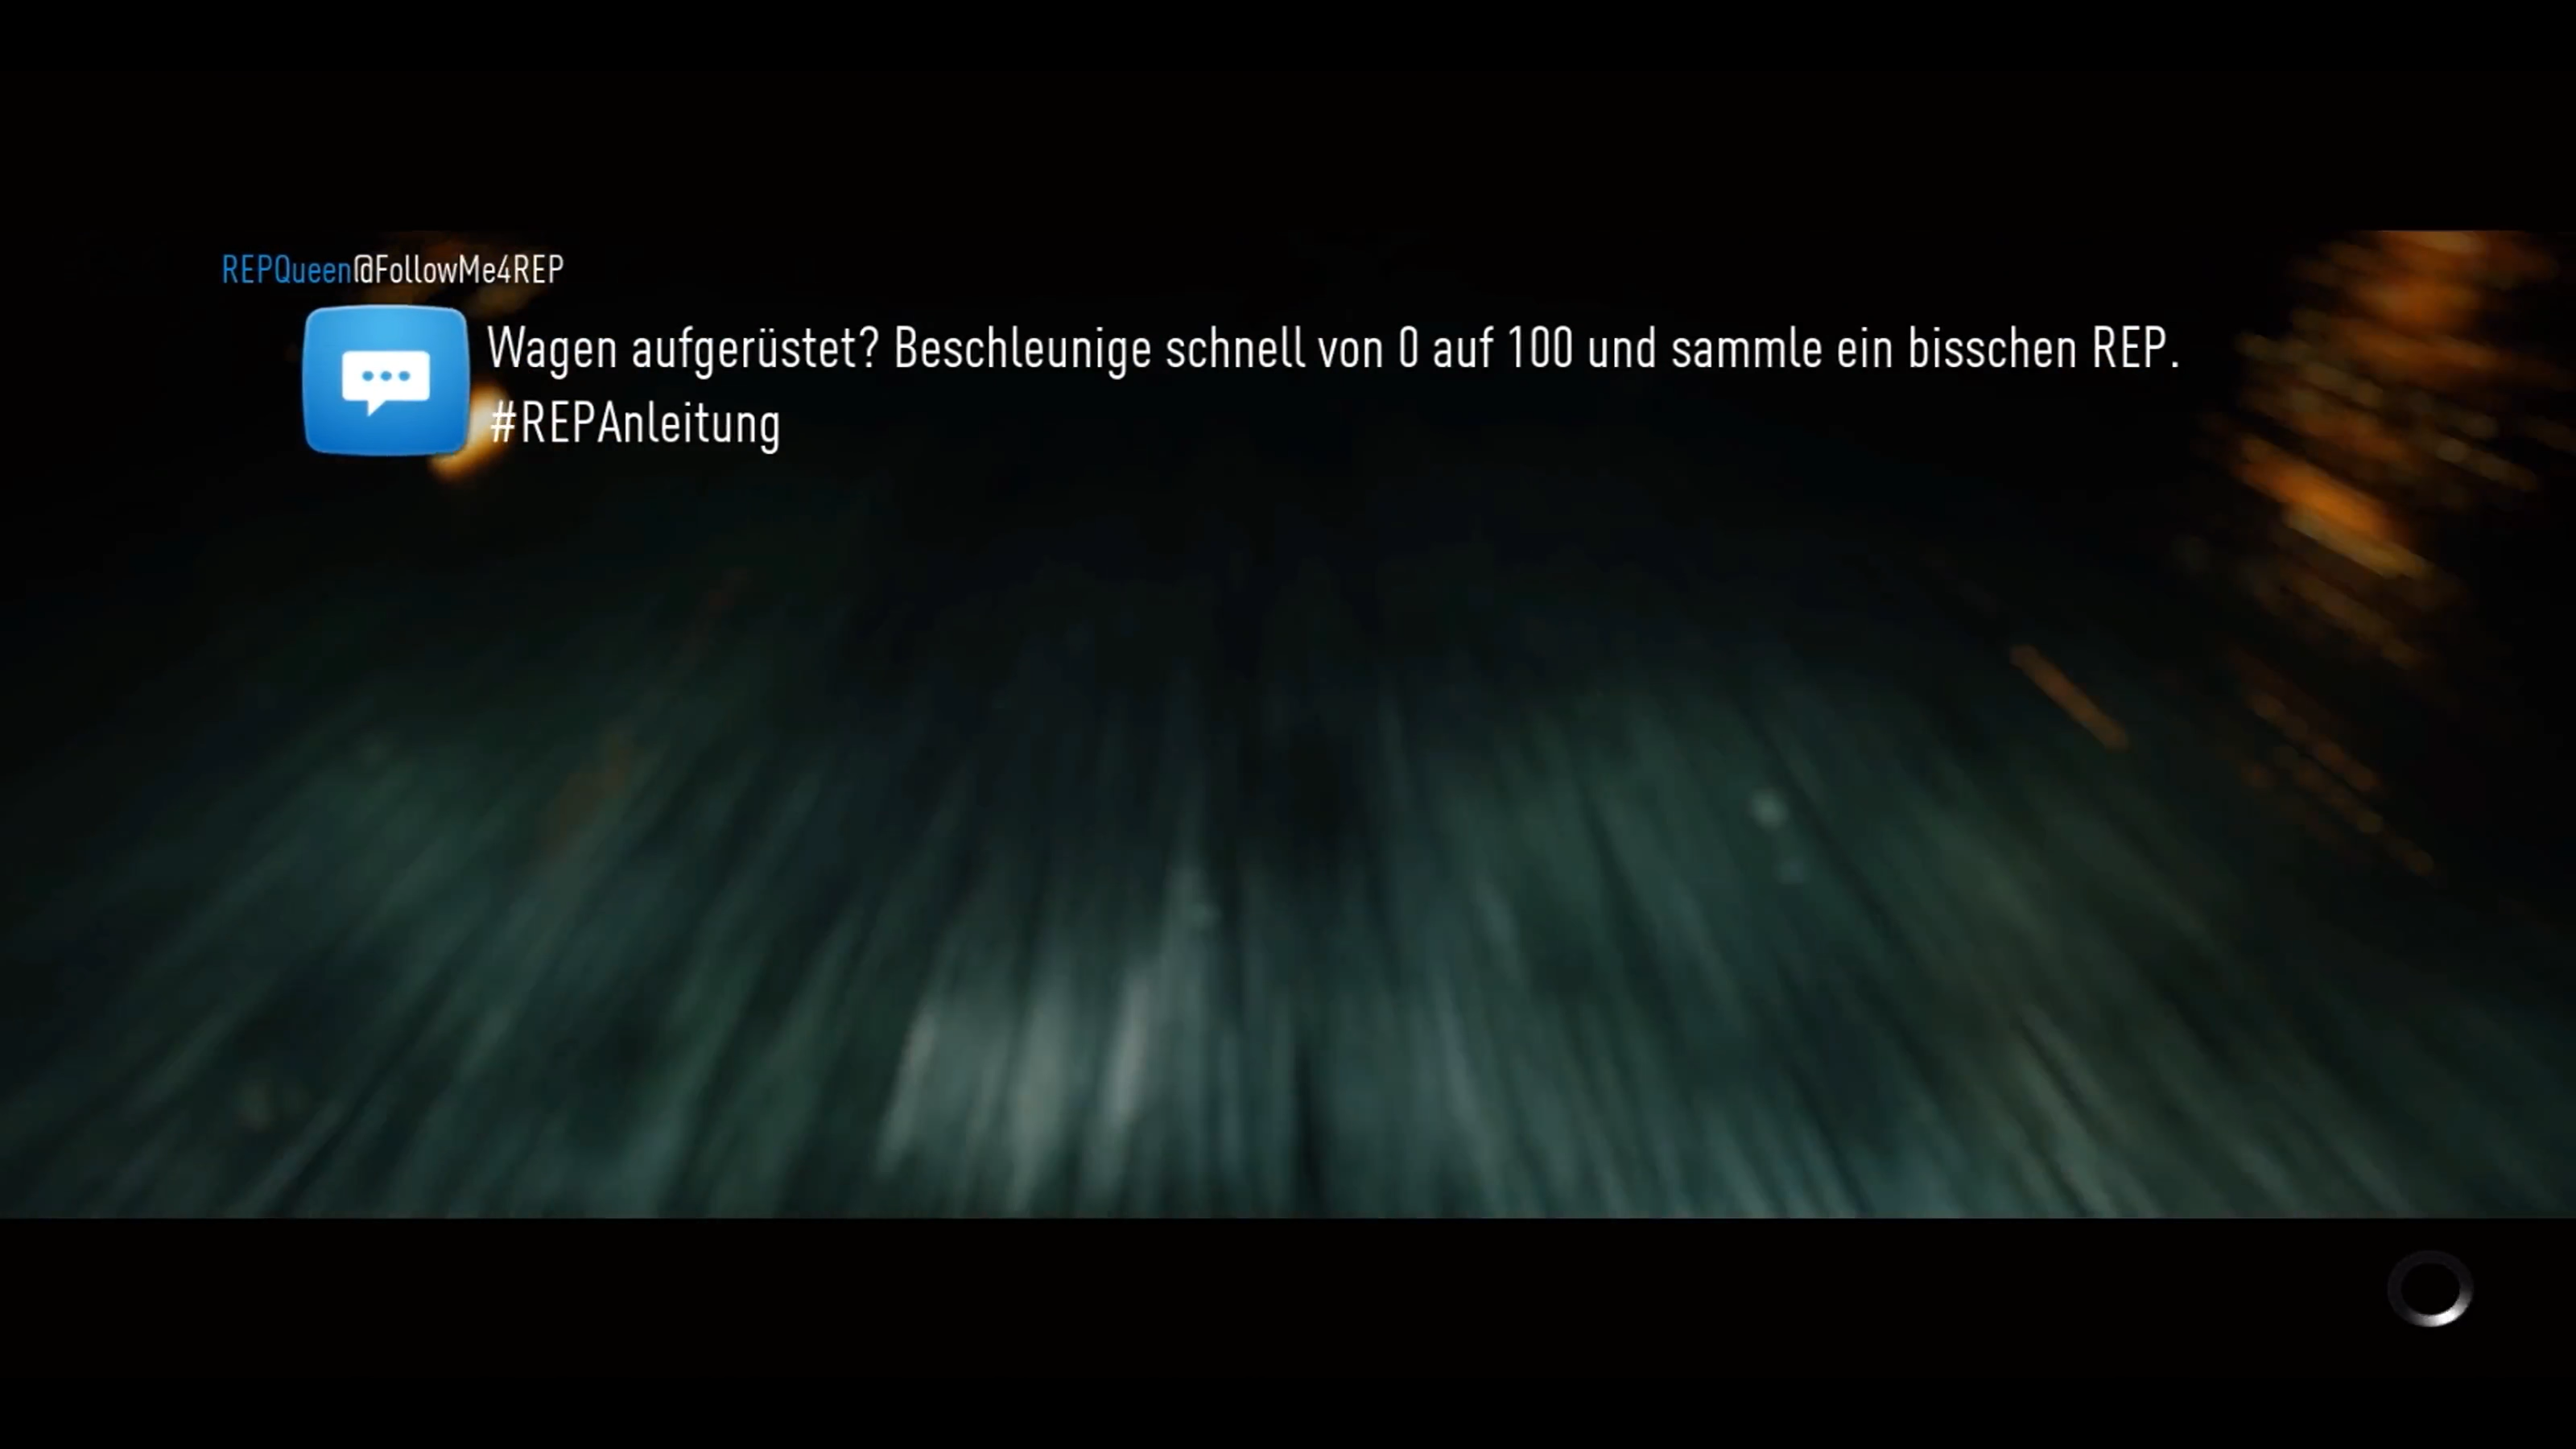 REPQueen@FollowMe4REP
Wagen aufgerüstet? Beschleunige schnell von 0 auf 100 und sammle ein bisschen REP.
#REPAnleitung